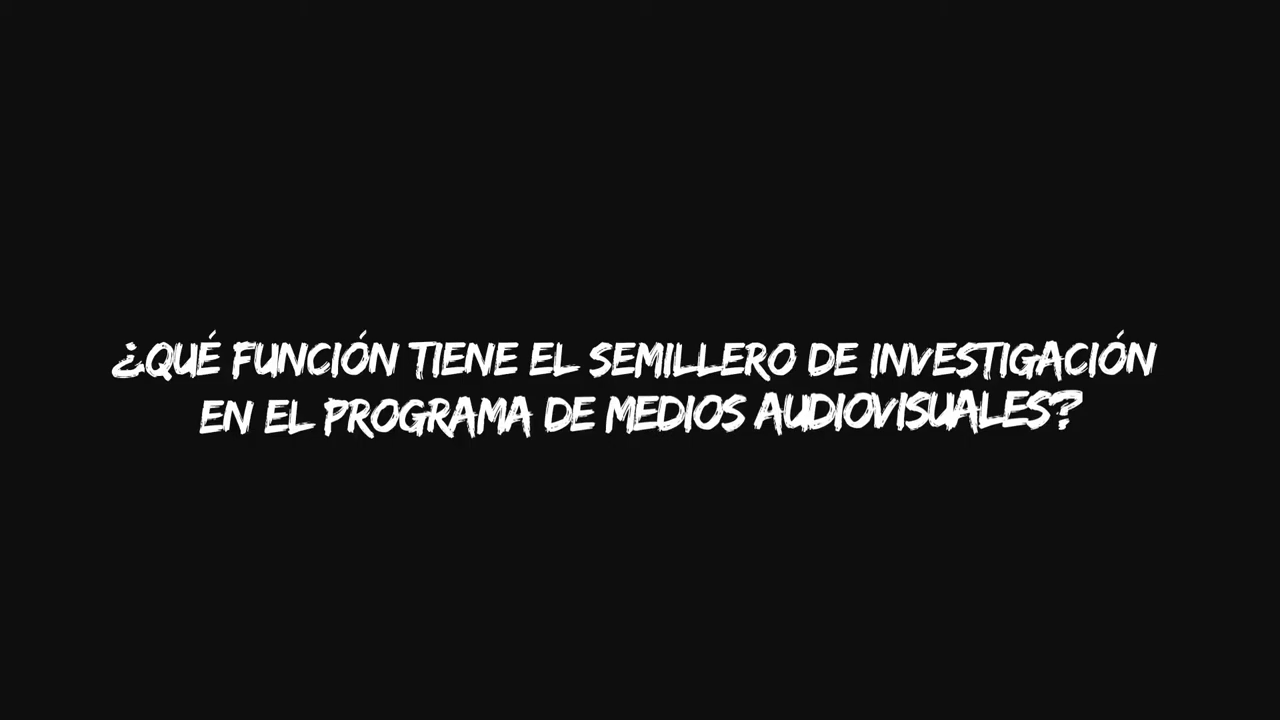 ¿QUÉ FUNCIÓN TIENE EL SEMILLERO DE INVESTIGACIÓN
EN EL PROGRAMA DE MEDIOS AUDIOVISUALES?